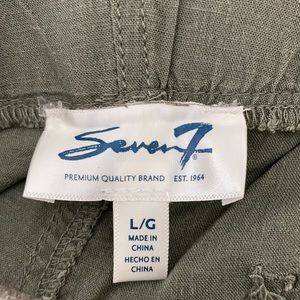 Seven7®
PREMIUM QUALITY BRAND EST. 1964
L/G
MADE IN
CHINA
HECHO EN
CHINA